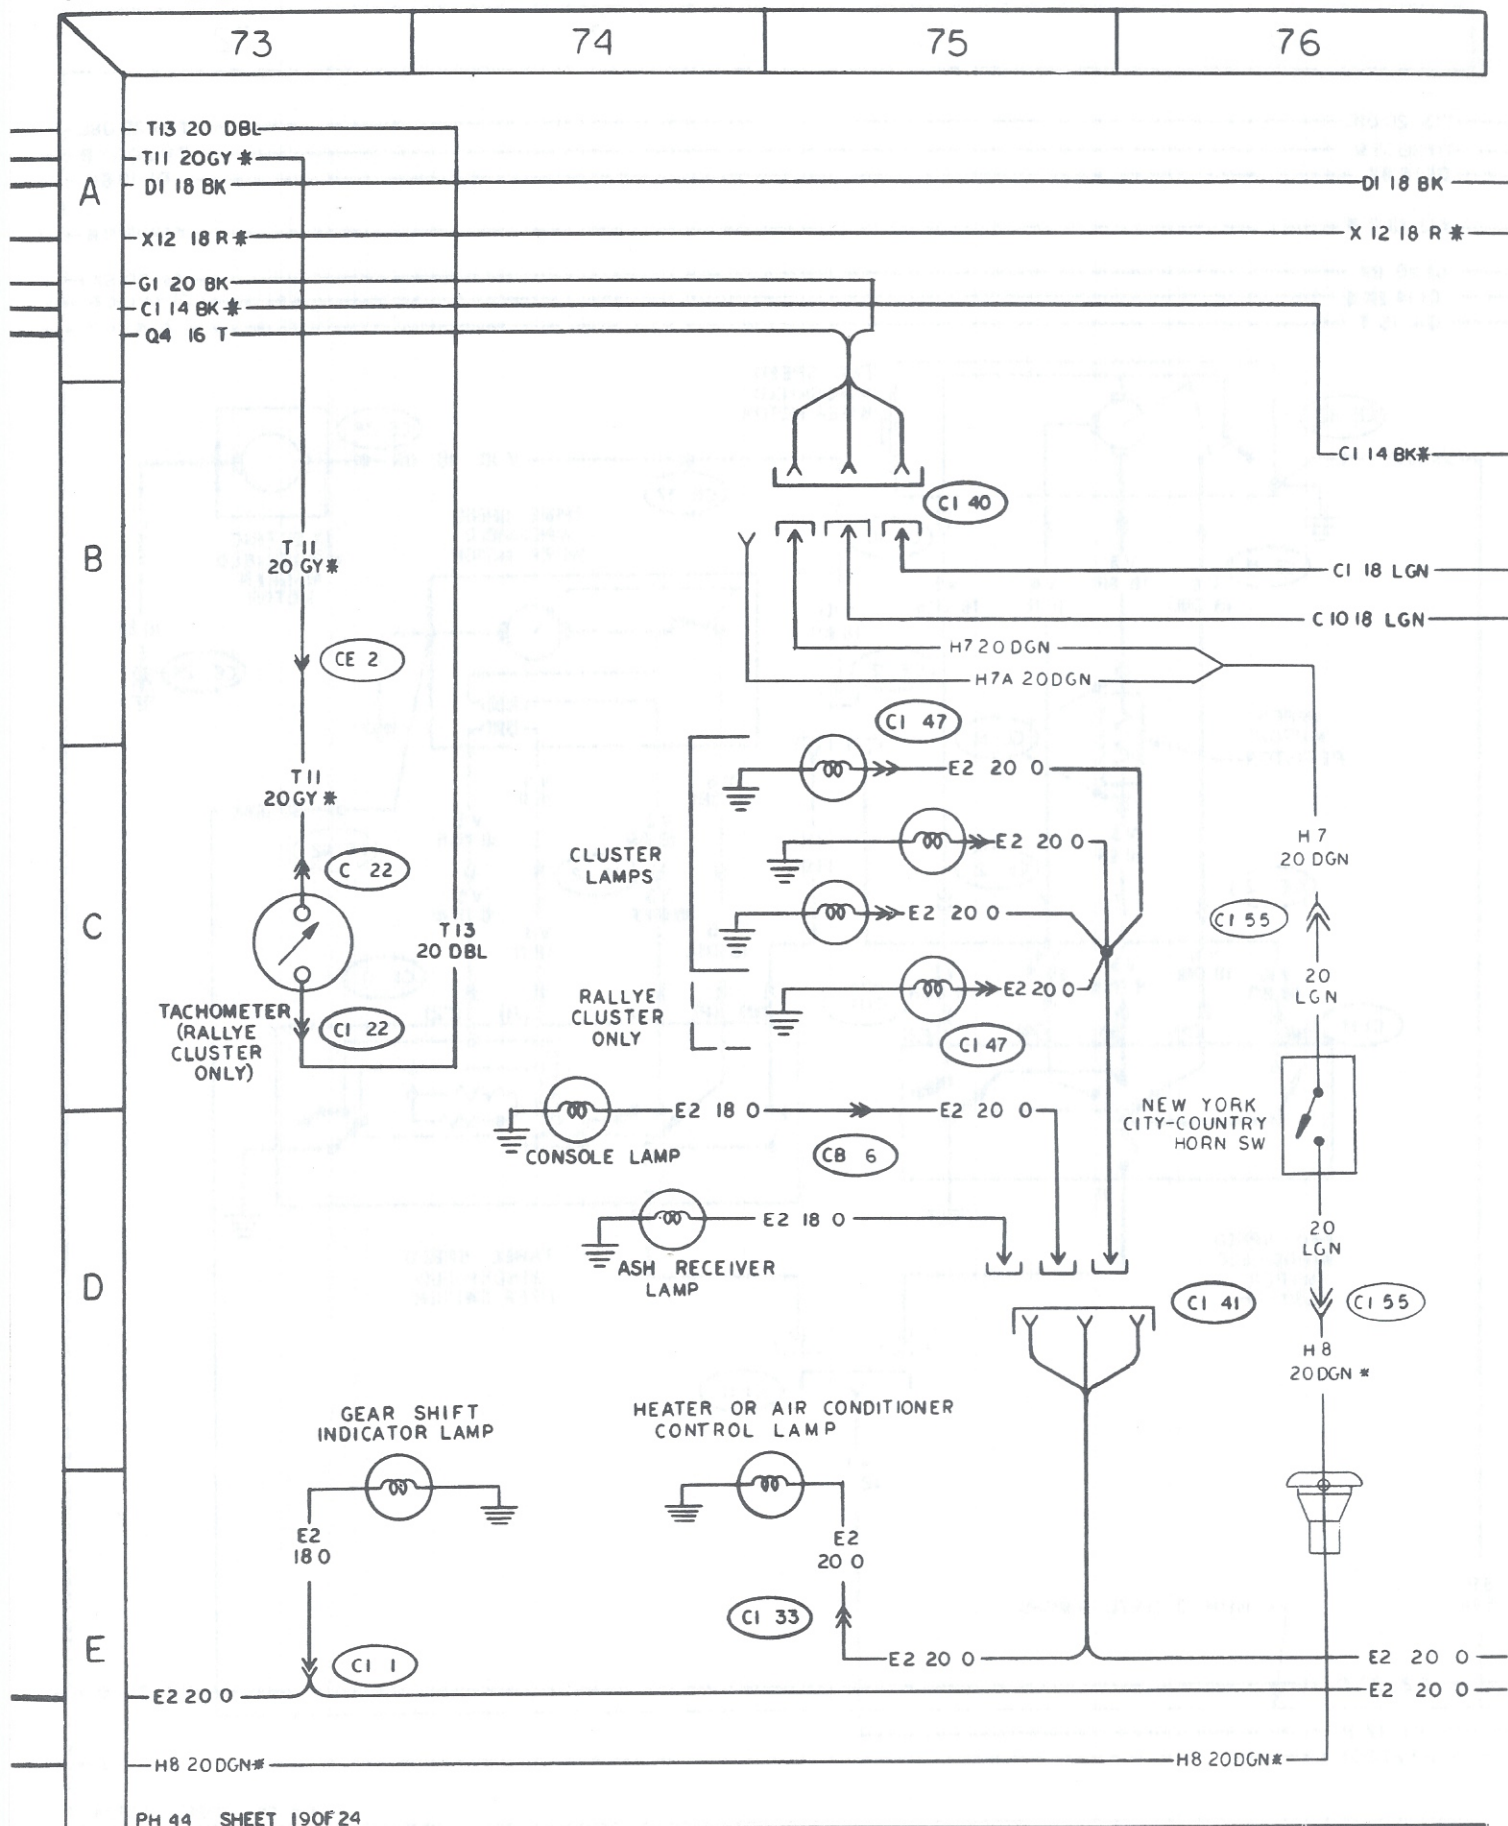 73 74 75 76
A
T13 20 DBL
T11 20GY *
D1 18 BK
D1 18 BK
X12 18 R *
X 12 18 R *
G1 20 BK
C1 14 BK *
Q4 16 T
C1 14 BK*
B
C1 40
T 11
20 GY *
C1 18 LGN
C10 18 LGN
H7 20 DGN
H7A 20DGN
CE 2
C1 47
E2 20 O
T11
20GY *
E2 20 O
H 7
20 DGN
CLUSTER
LAMPS
C 22
C
E2 20 O
C1 55
T13
20 DBL
20
LGN
E2 20 O
RALLYE
CLUSTER
ONLY
TACHOMETER
(RALLYE
CLUSTER
ONLY)
C1 22
C1 47
E2 18 O
E2 20 O
NEW YORK
CITY-COUNTRY
HORN SW
CONSOLE LAMP
CB 6
E2 18 O
20
LGN
ASH RECEIVER
LAMP
D
C1 41
C1 55
H 8
20 DGN *
GEAR SHIFT
INDICATOR LAMP
HEATER OR AIR CONDITIONER
CONTROL LAMP
E2
18 O
E2
20 O
C1 33
E
C1 1
E2 20 O
E2 20 O
E2 20 O
E2 20 O
H8 20DGN*
H8 20DGN*
PH 44 SHEET 19 OF 24